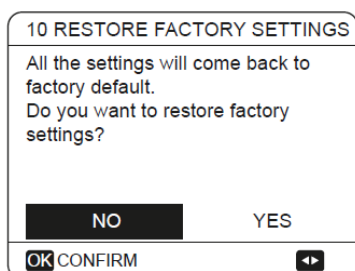 10 RESTORE FACTORY SETTINGS
All the settings will come back to
factory default.
Do you want to restore factory
settings?
NO YES
OK CONFIRM